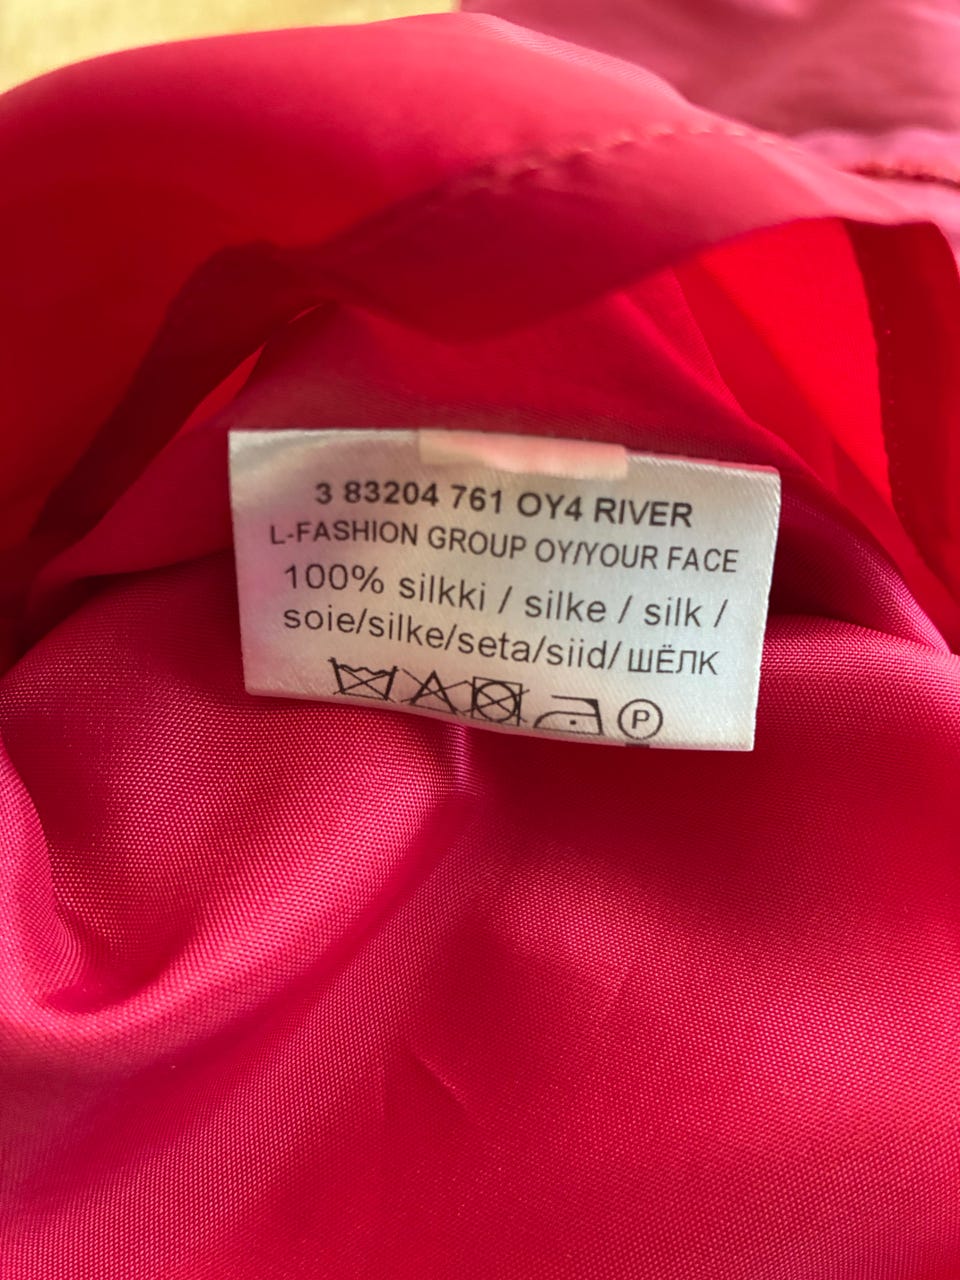 3 83204 761 OY4 RIVER
L-FASHION GROUP OY/YOUR FACE
100% silkki / silke / silk /
soie/silke/seta/siid/ШЁЛК
P